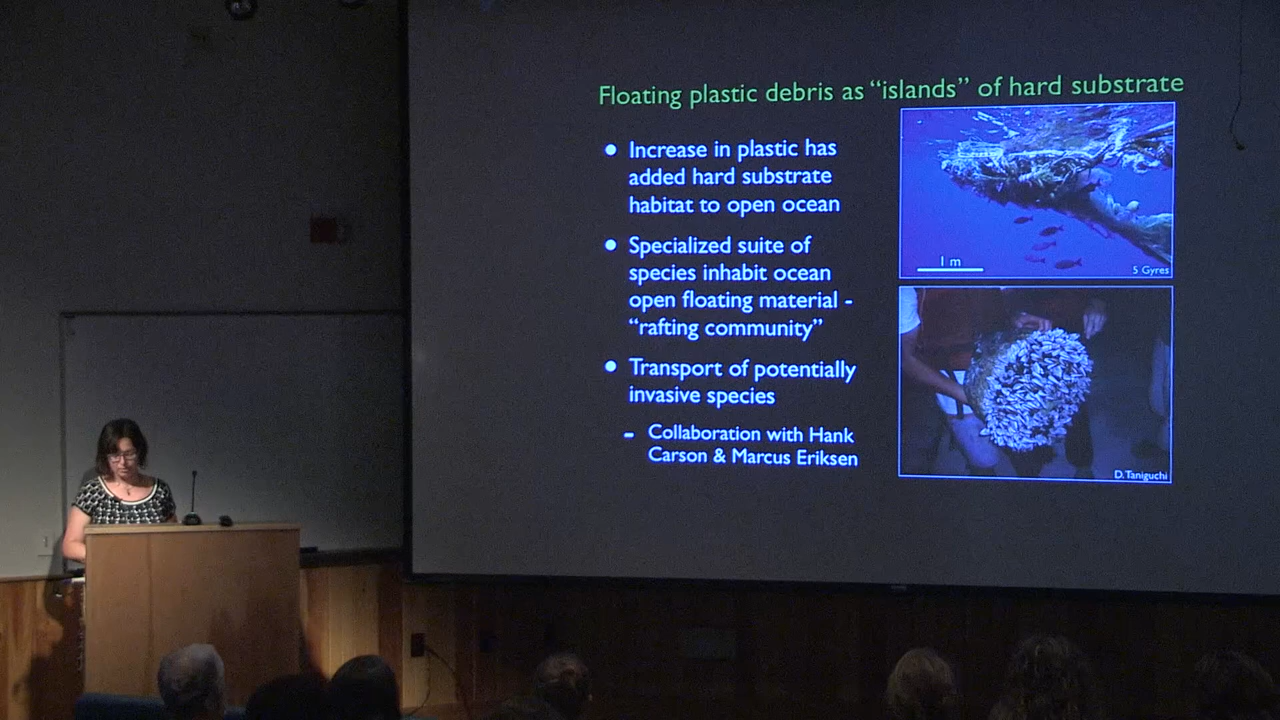 Floating plastic debris as “islands” of hard substrate
● Increase in plastic has
added hard substrate
habitat to open ocean
● Specialized suite of
species inhabit ocean
open floating material -
“rafting community”
● Transport of potentially
invasive species
– Collaboration with Hank
Carson & Marcus Eriksen
1 m
5 Gyres
D. Taniguchi